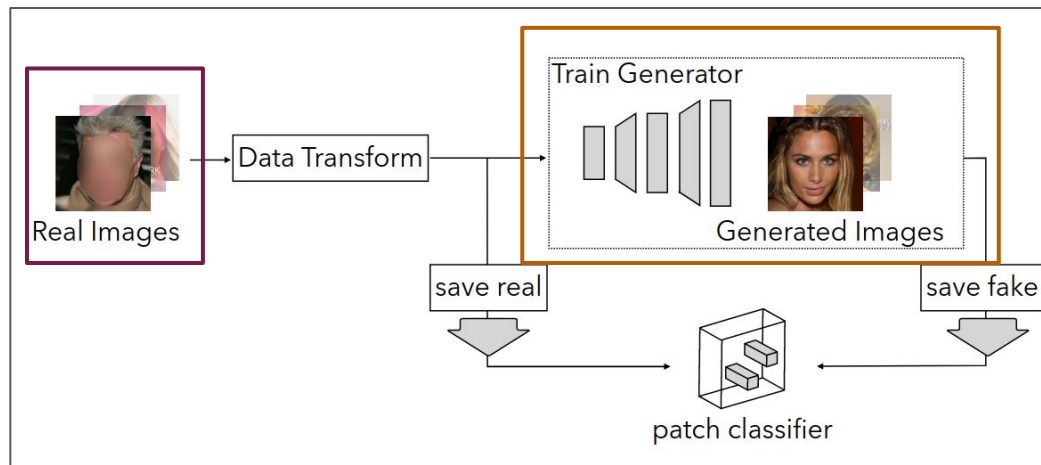 Train Generator
Data Transform
Real Images
Generated Images
save real
save fake
patch classifier